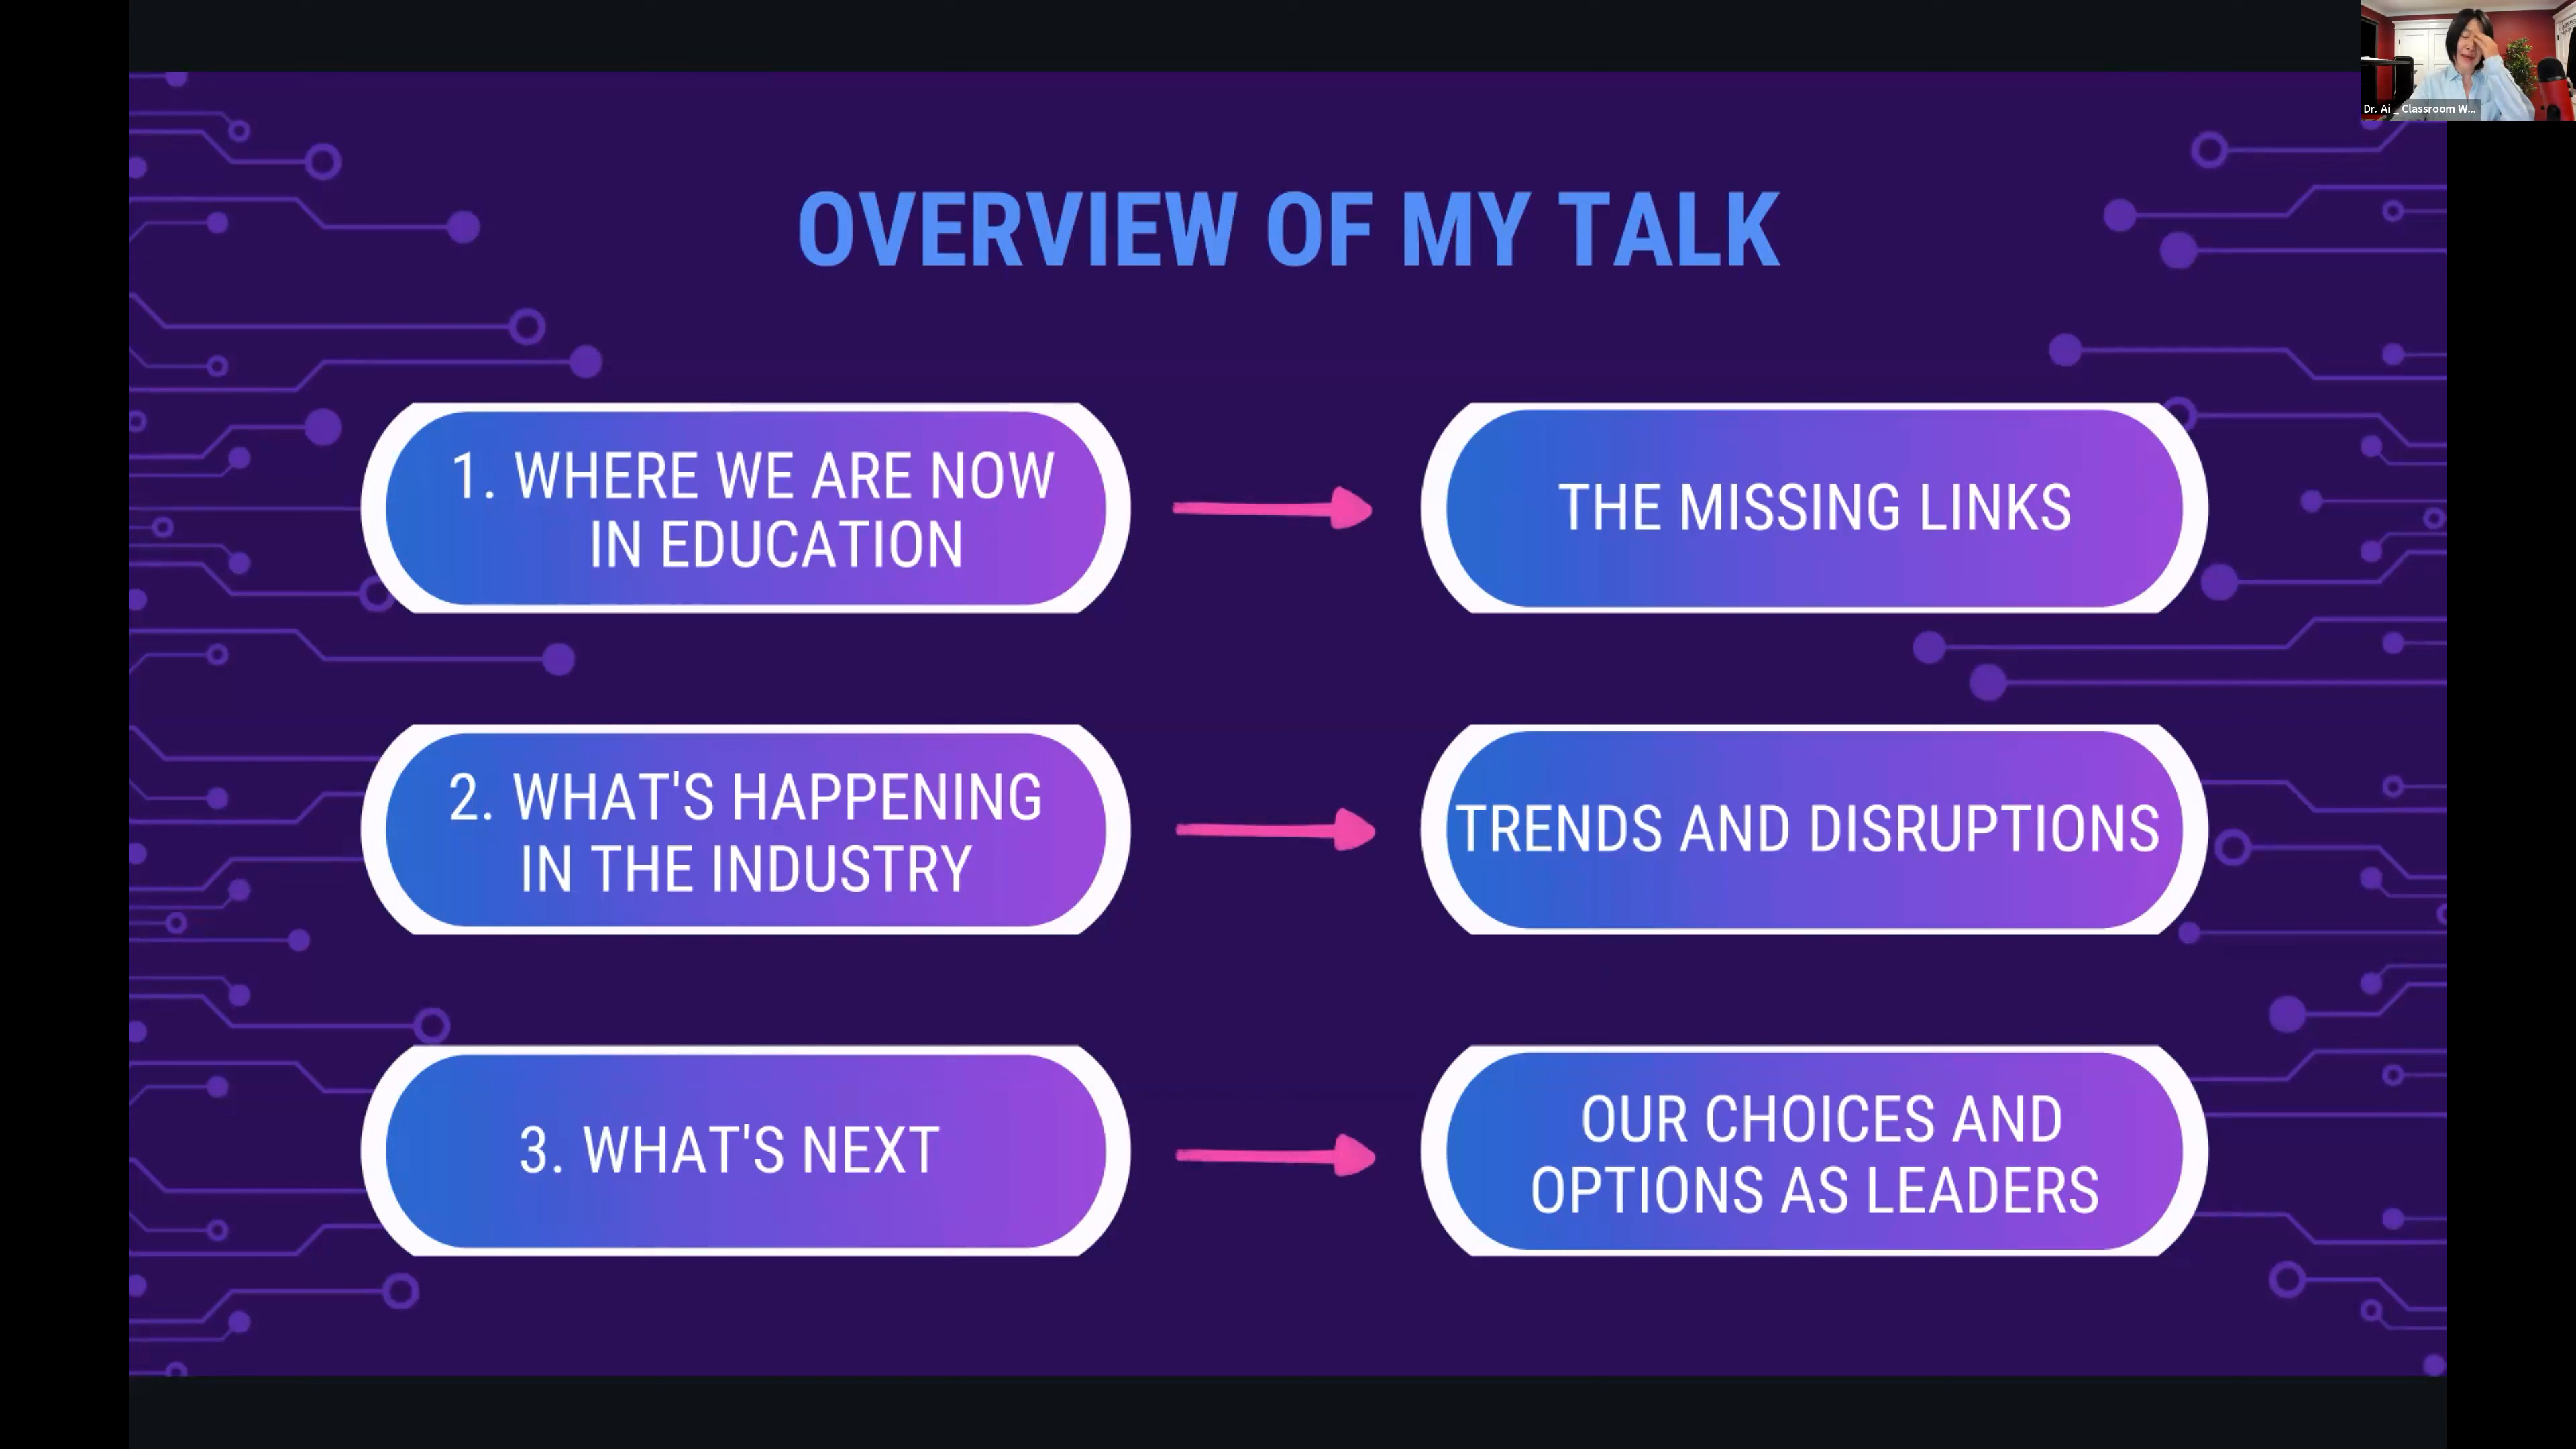 Dr. Ai _ Classroom W...
OVERVIEW OF MY TALK
1. WHERE WE ARE NOW
IN EDUCATION
THE MISSING LINKS
2. WHAT'S HAPPENING
IN THE INDUSTRY
TRENDS AND DISRUPTIONS
3. WHAT'S NEXT
OUR CHOICES AND
OPTIONS AS LEADERS